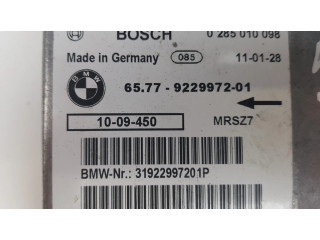 BOSCH 0 285 010 098
Made in Germany 085 11-01-28
BMW 65.77 - 9229972-01
10-09-450 MRSZ7
BMW-Nr.: 31922997201P